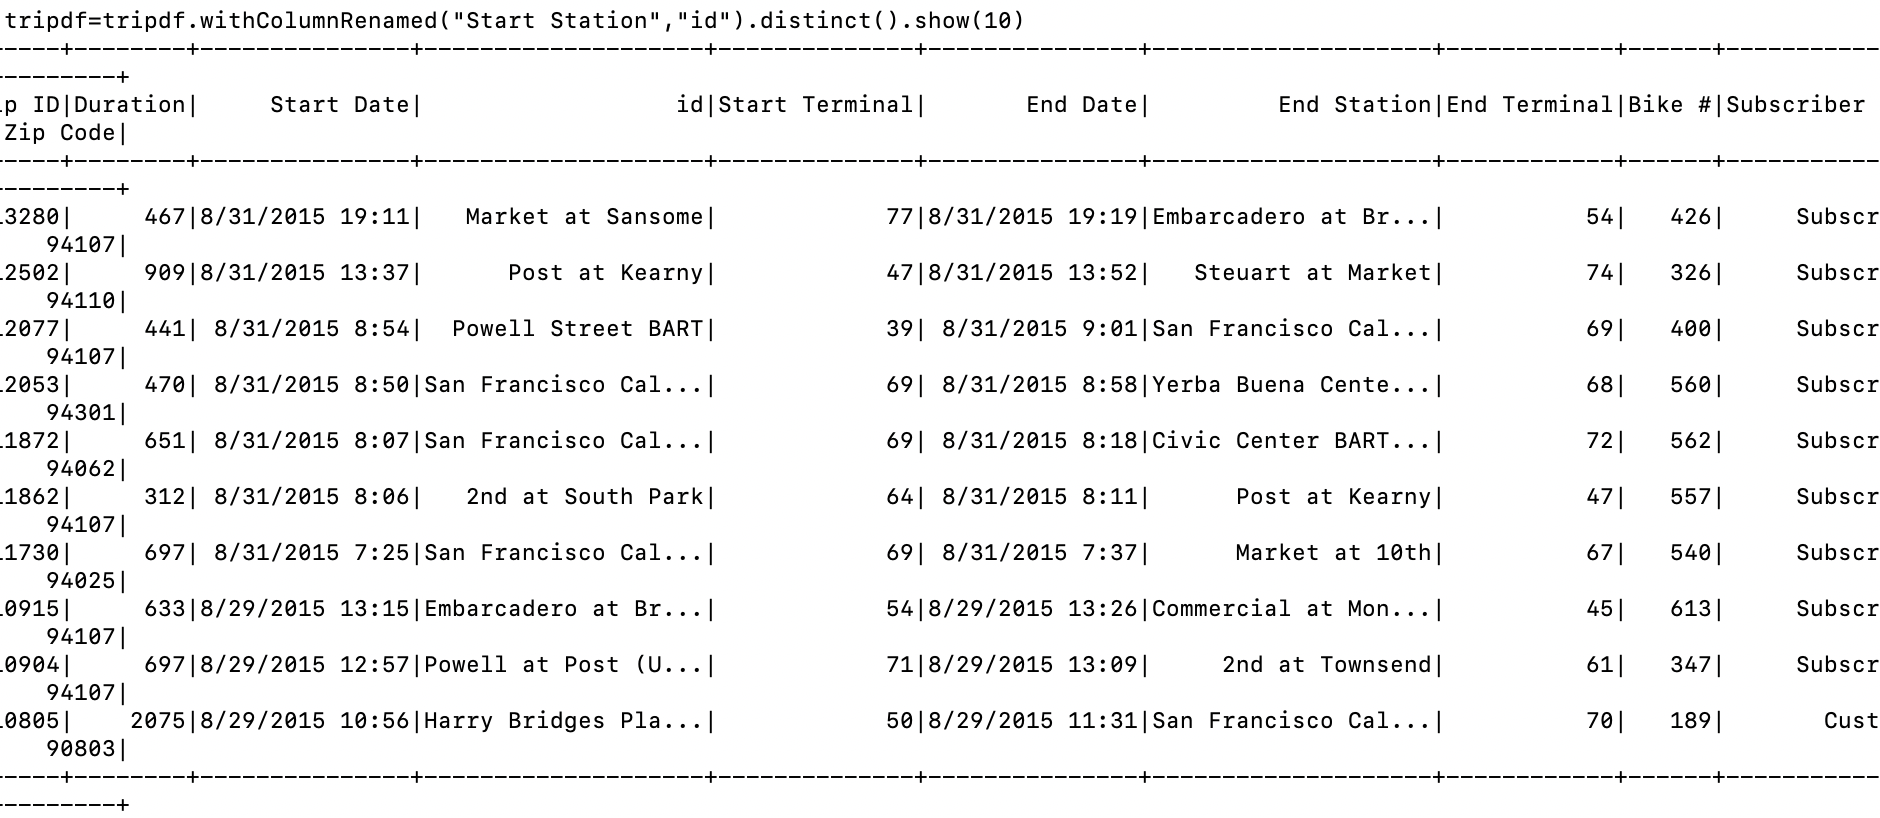 tripdf=tripdf.withColumnRenamed("Start Station","id").distinct().show(10)
-----+--------+---------------+--------------------+--------------+---------------+--------------------+------------+------+-----------
---------+
ip ID|Duration|     Start Date|                  id|Start Terminal|       End Date|         End Station|End Terminal|Bike #|Subscriber
Zip Code|
-----+--------+---------------+--------------------+--------------+---------------+--------------------+------------+------+-----------
---------+
13280|     467|8/31/2015 19:11|   Market at Sansome|            77|8/31/2015 19:19|Embarcadero at Br...|          54|   426|     Subscr
   94107|
12502|     909|8/31/2015 13:37|      Post at Kearny|            47|8/31/2015 13:52|   Steuart at Market|          74|   326|     Subscr
   94110|
12077|     441| 8/31/2015 8:54|  Powell Street BART|            39| 8/31/2015 9:01|San Francisco Cal...|          69|   400|     Subscr
   94107|
12053|     470| 8/31/2015 8:50|San Francisco Cal...|            69| 8/31/2015 8:58|Yerba Buena Cente...|          68|   560|     Subscr
   94301|
11872|     651| 8/31/2015 8:07|San Francisco Cal...|            69| 8/31/2015 8:18|Civic Center BART...|          72|   562|     Subscr
   94062|
11862|     312| 8/31/2015 8:06|   2nd at South Park|            64| 8/31/2015 8:11|      Post at Kearny|          47|   557|     Subscr
   94107|
11730|     697| 8/31/2015 7:25|San Francisco Cal...|            69| 8/31/2015 7:37|      Market at 10th|          67|   540|     Subscr
   94025|
10915|     633|8/29/2015 13:15|Embarcadero at Br...|            54|8/29/2015 13:26|Commercial at Mon...|          45|   613|     Subscr
   94107|
10904|     697|8/29/2015 12:57|Powell at Post (U...|            71|8/29/2015 13:09|     2nd at Townsend|          61|   347|     Subscr
   94107|
10805|    2075|8/29/2015 10:56|Harry Bridges Pla...|            50|8/29/2015 11:31|San Francisco Cal...|          70|   189|       Cust
   90803|
-----+--------+---------------+--------------------+--------------+---------------+--------------------+------------+------+-----------
---------+